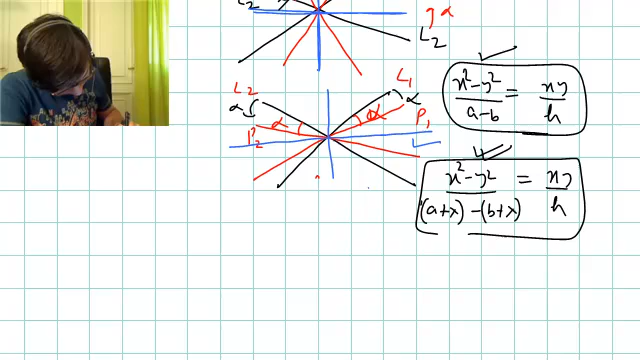 L2
α
L2
L2
L1
α
α
α
P1
P2
x² - y² / a - b = xy / h
x² - y² / (a+x) - (b+x) = xy / h